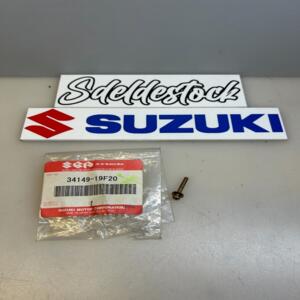 Sdeldestock
SUZUKI
SGP
34149-19F20
SUZUKI MOTOR CORPORATION